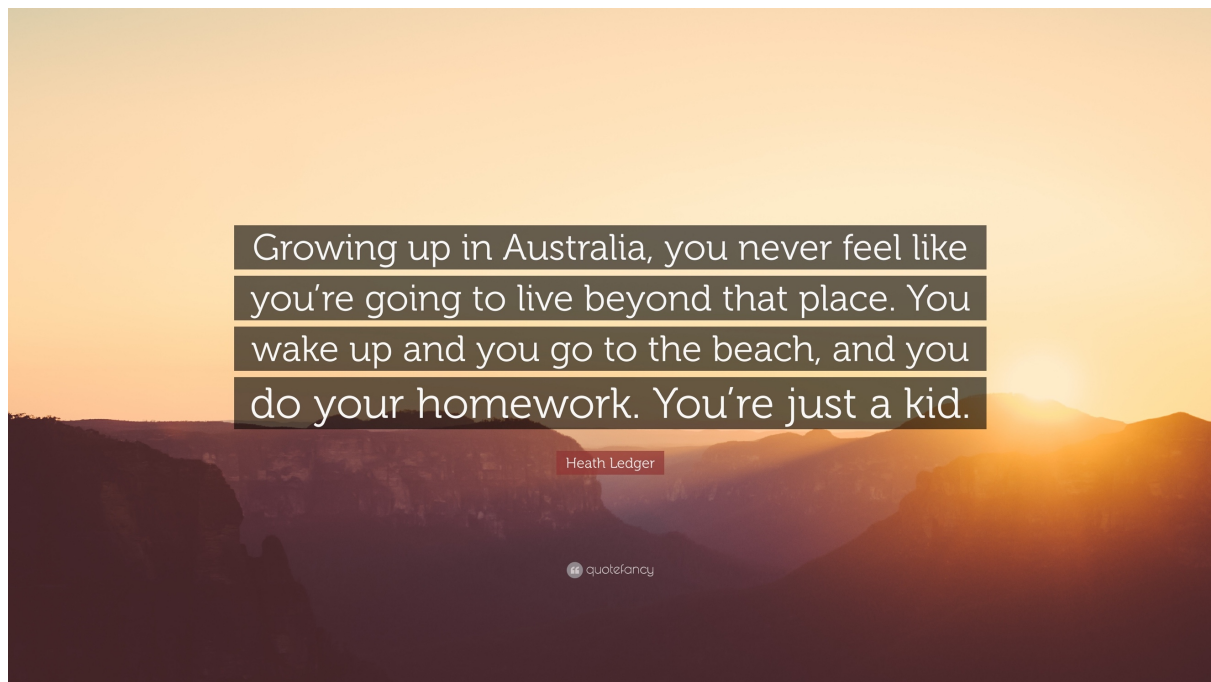 Growing up in Australia, you never feel like
you’re going to live beyond that place. You
wake up and you go to the beach, and you
do your homework. You’re just a kid.
Heath Ledger
quotefancy